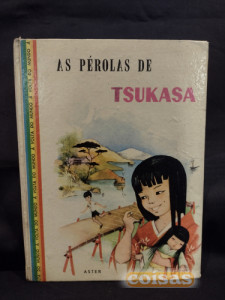 AS PÉROLAS DE
TSUKASA
ASTER
coisas